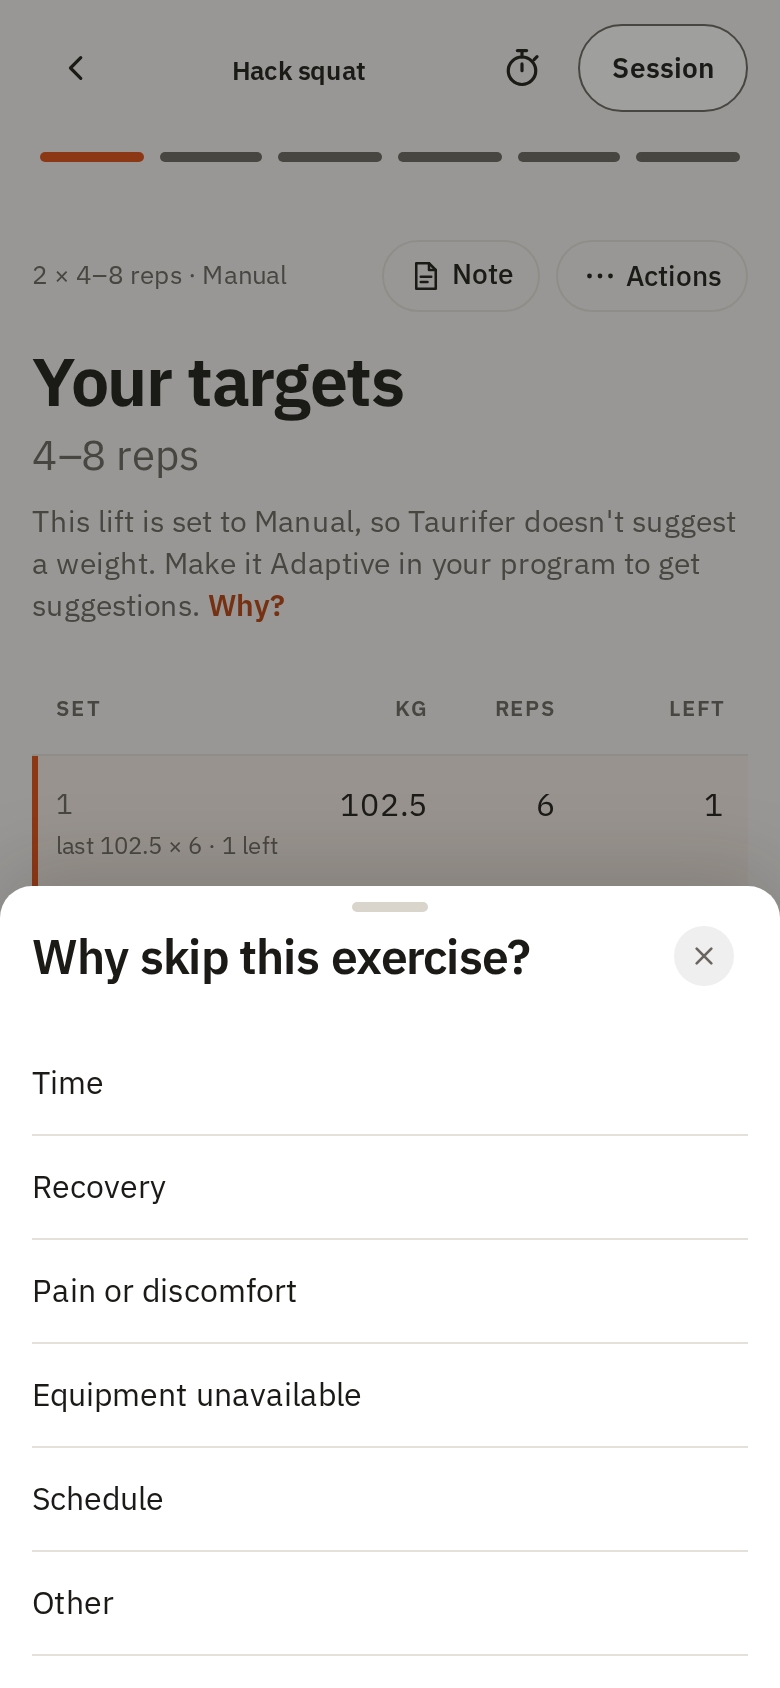 Hack squat
Session
2 × 4–8 reps · Manual
Note
Actions
Your targets
4–8 reps
This lift is set to Manual, so Taurifer doesn't suggest
a weight. Make it Adaptive in your program to get
suggestions. Why?
SET KG REPS LEFT
1 102.5 6 1
last 102.5 × 6 · 1 left
Why skip this exercise?
Time
Recovery
Pain or discomfort
Equipment unavailable
Schedule
Other